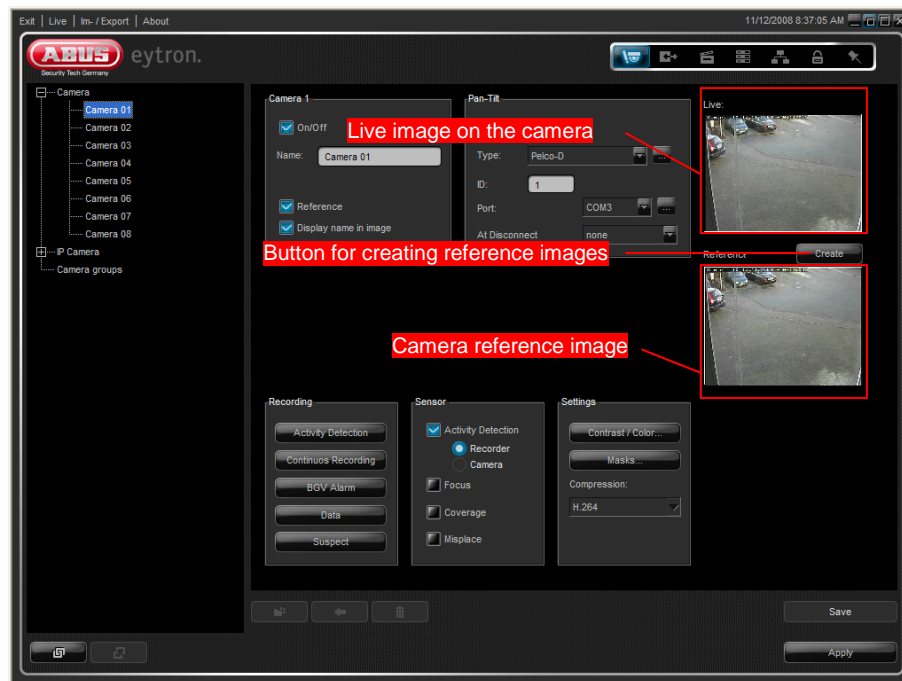 Exit | Live | Im- / Export | About
11/12/2008 8:37:05 AM
ABUS eytron.
Security Tech Germany
Camera
Camera 01
Camera 02
Camera 03
Camera 04
Camera 05
Camera 06
Camera 07
Camera 08
IP Camera
Camera groups
Camera 1
On/Off
Name: Camera 01
Reference
Display name in image
Pan-Tilt
Type: Pelco-D
...
ID: 1
Port: COM3
...
At Disconnect none
Live:
Live image on the camera
Button for creating reference images
Create
Camera reference image
Recording
Activity Detection
Continuos Recording
BGV Alarm
Data
Suspect
Sensor
Activity Detection
Recorder
Camera
Focus
Coverage
Misplace
Settings
Contrast / Color...
Masks...
Compression:
H.264
Save
Apply